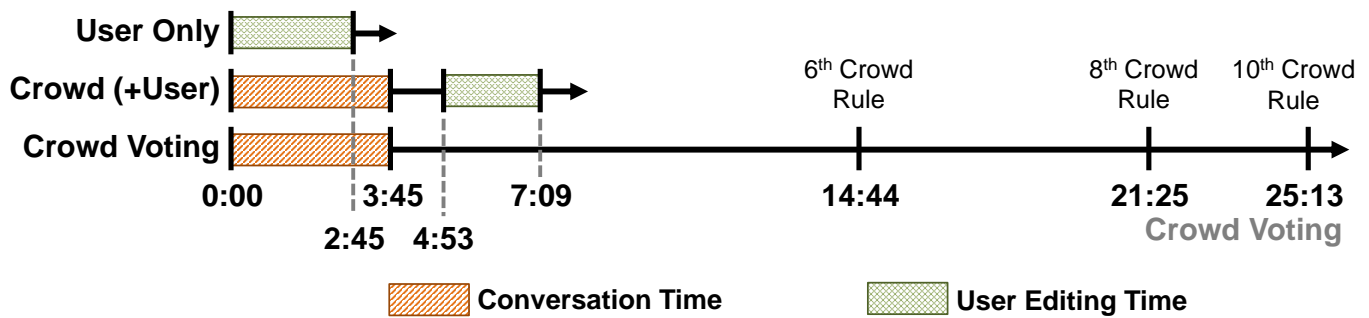 User Only
Crowd (+User)
6th Crowd Rule
8th Crowd Rule
10th Crowd Rule
Crowd Voting
0:00 3:45 7:09 14:44 21:25 25:13
2:45 4:53
Crowd Voting
Conversation Time
User Editing Time